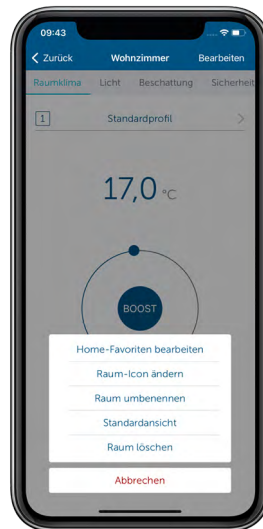 09:43
Zurück Wohnzimmer Bearbeiten
Raumklima Licht Beschattung Sicherheit
1 Standardprofil
17,0 °C
BOOST
Home-Favoriten bearbeiten
Raum-Icon ändern
Raum umbenennen
Standardansicht
Raum löschen
Abbrechen